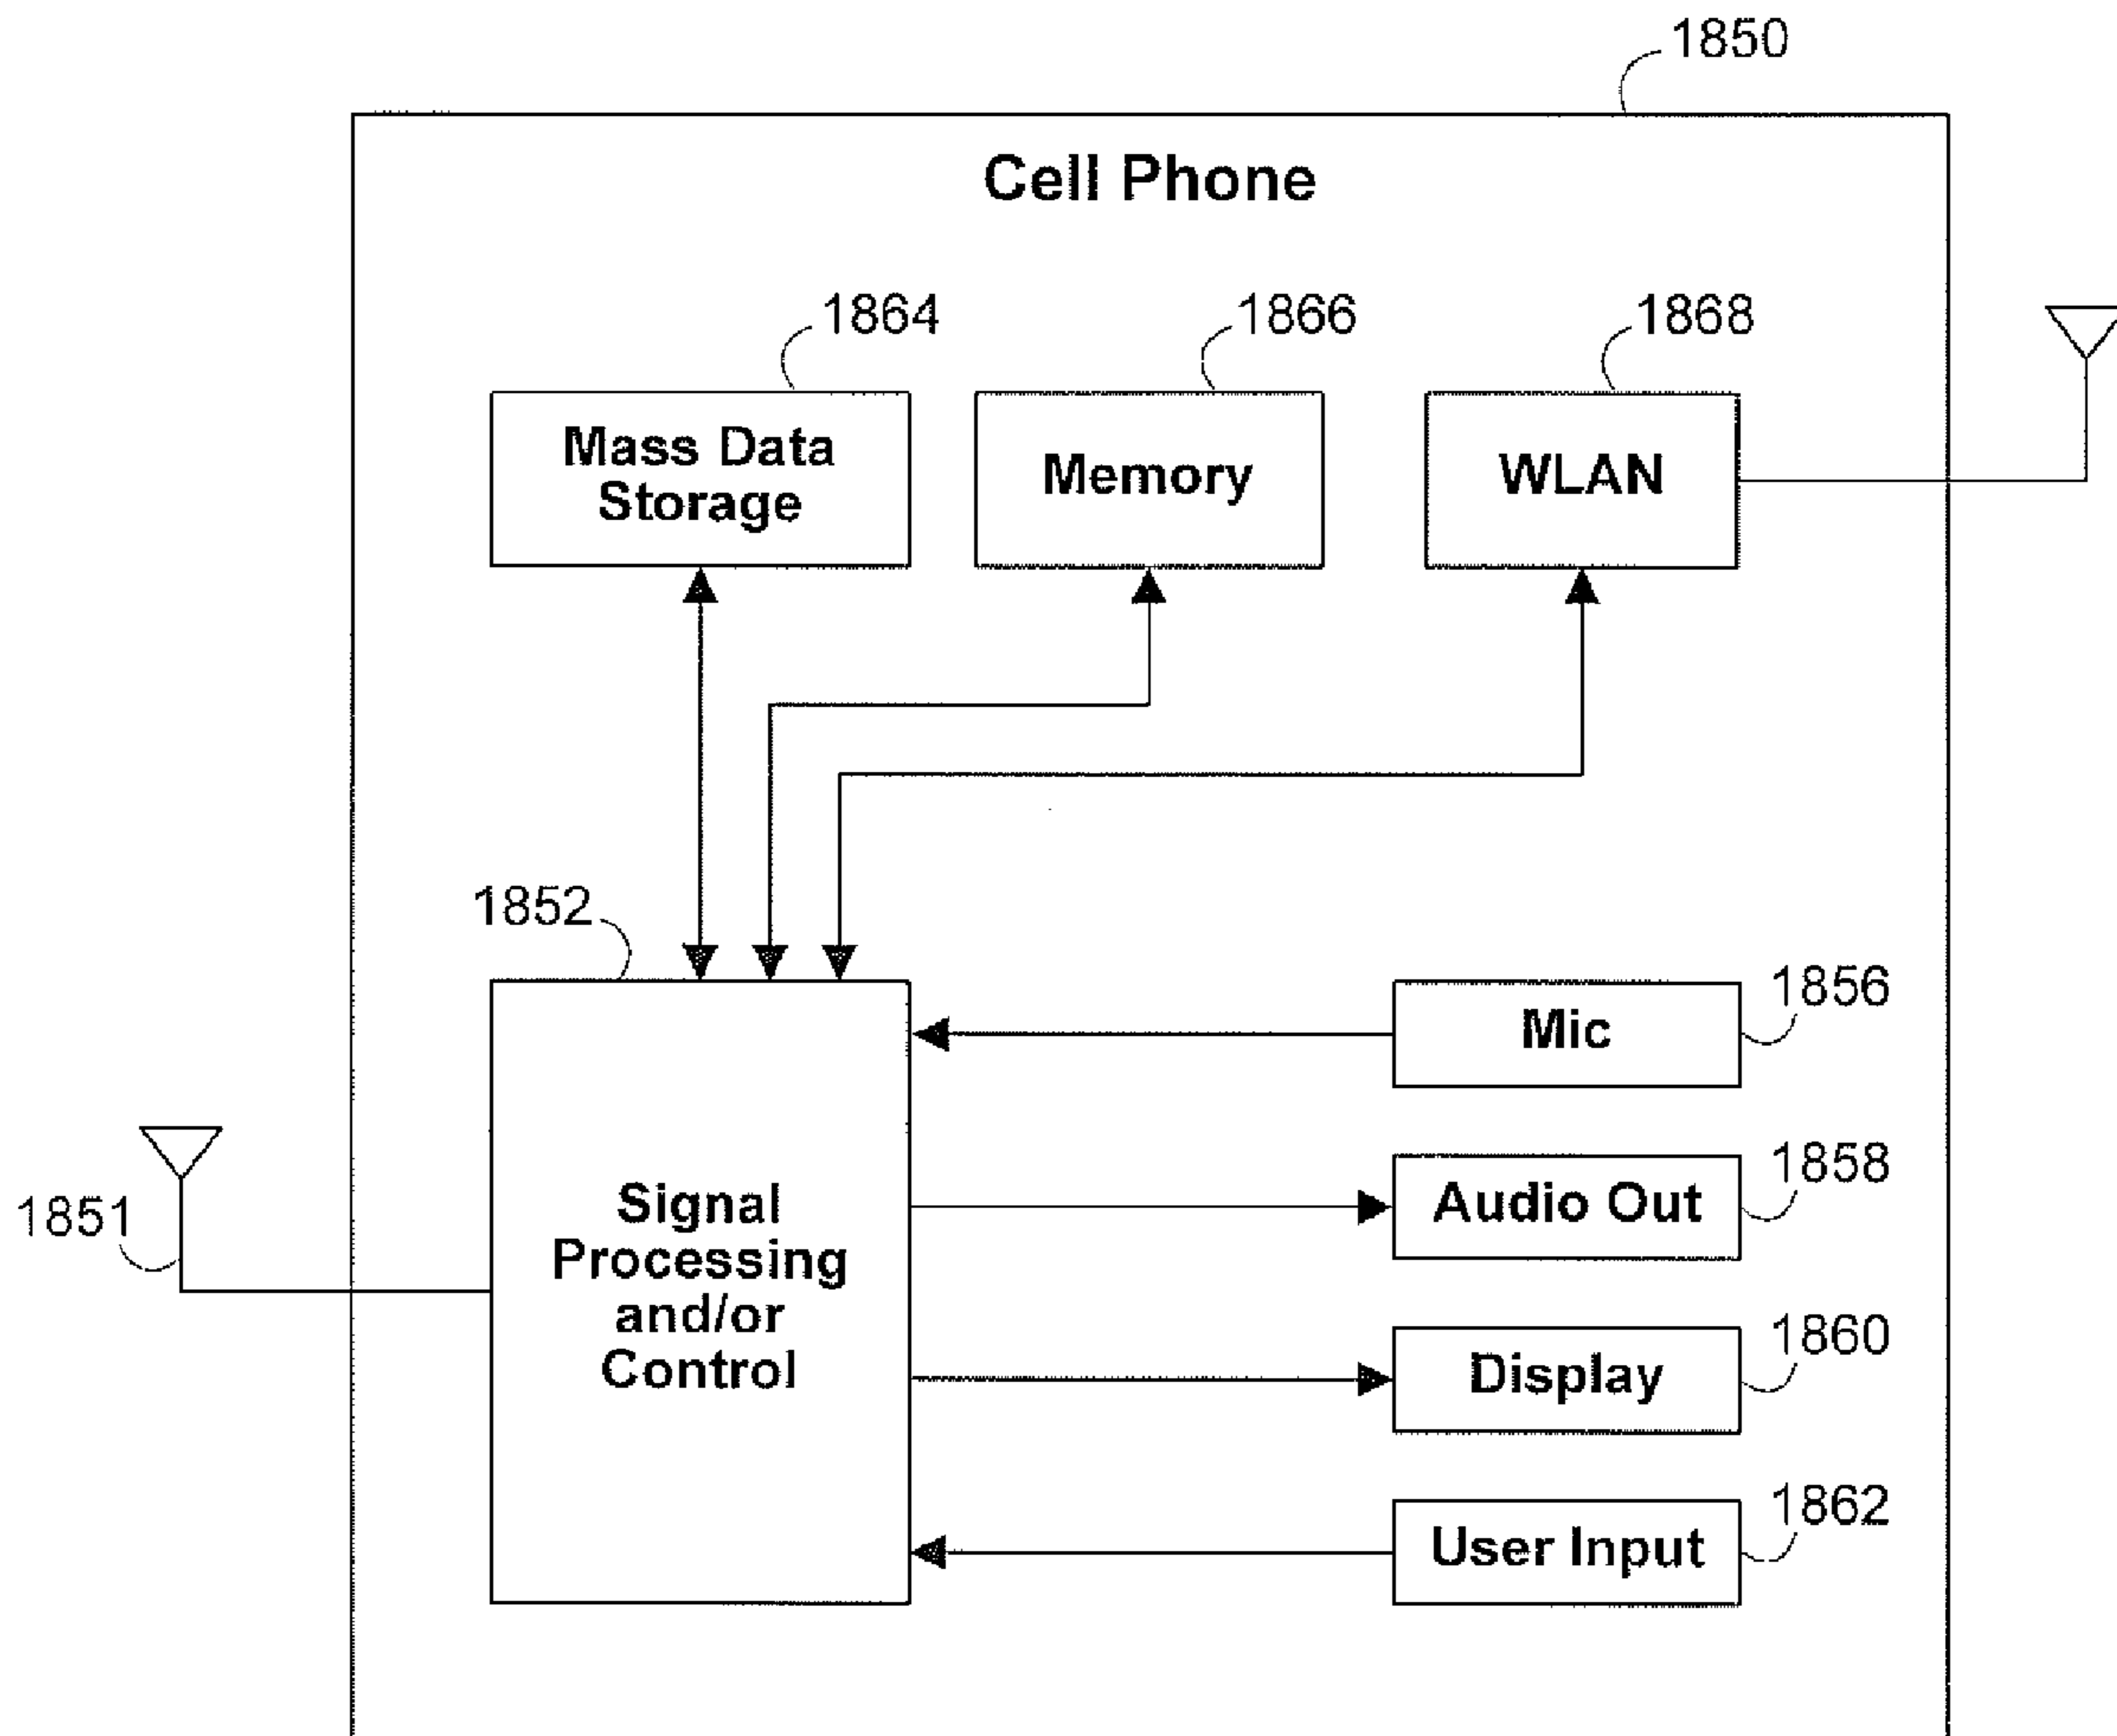 1850
Cell Phone
1864
1866
1868
Mass Data
Storage
Memory
WLAN
1852
Mic
1856
Audio Out
1858
1851
Signal
Processing
and/or
Control
Display
1860
User Input
1862